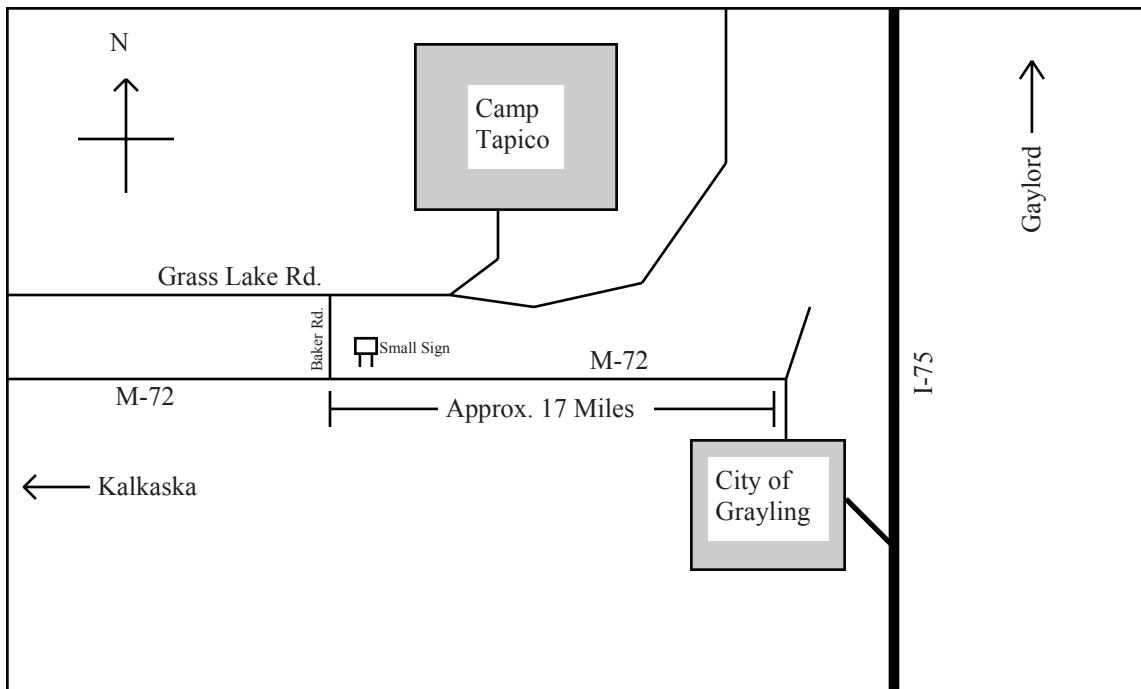 N
Camp
Tapico
Gaylord
Grass Lake Rd.
Baker Rd.
Small Sign
M-72
I-75
M-72
Approx. 17 Miles
Kalkaska
City of
Grayling